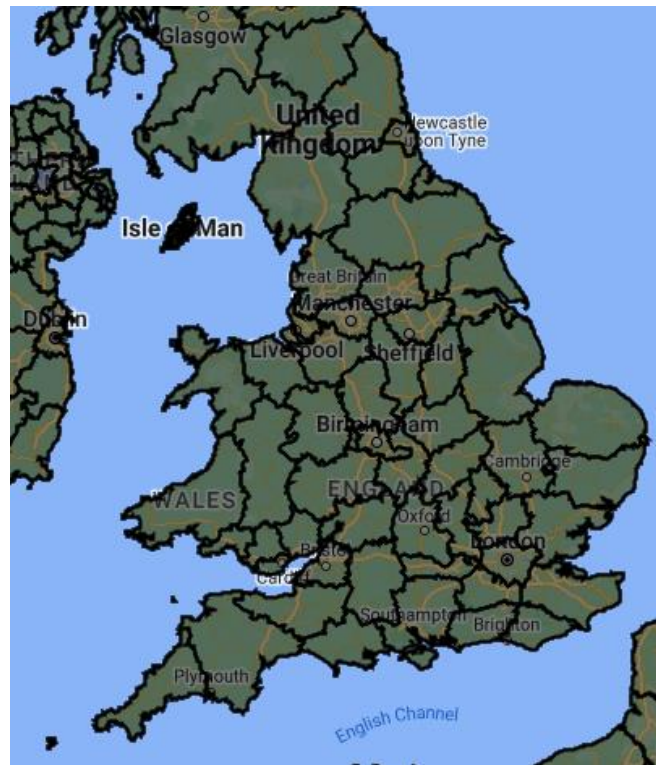 Glasgow
United
Kingdom
Newcastle
upon Tyne
Isle of Man
Great Britain
Manchester
Dublin
Liverpool
Sheffield
Birmingham
Cambridge
WALES
ENGLAND
Oxford
London
Cardiff
Southampton
Brighton
Plymouth
English Channel